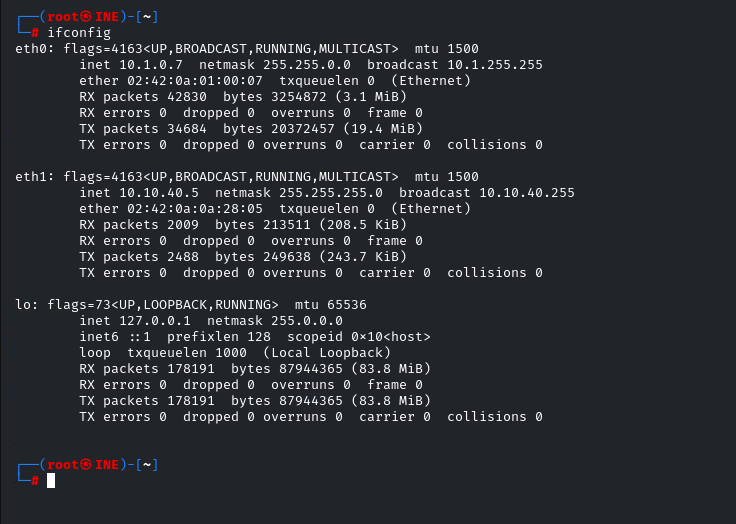 ┌──(root㉿INE)-[~]
└─# ifconfig
eth0: flags=4163<UP,BROADCAST,RUNNING,MULTICAST>  mtu 1500
        inet 10.1.0.7  netmask 255.255.0.0  broadcast 10.1.255.255
        ether 02:42:0a:01:00:07  txqueuelen 0  (Ethernet)
        RX packets 42830  bytes 3254872 (3.1 MiB)
        RX errors 0  dropped 0  overruns 0  frame 0
        TX packets 34684  bytes 20372457 (19.4 MiB)
        TX errors 0  dropped 0 overruns 0  carrier 0  collisions 0

eth1: flags=4163<UP,BROADCAST,RUNNING,MULTICAST>  mtu 1500
        inet 10.10.40.5  netmask 255.255.255.0  broadcast 10.10.40.255
        ether 02:42:0a:0a:28:05  txqueuelen 0  (Ethernet)
        RX packets 2009  bytes 213511 (208.5 KiB)
        RX errors 0  dropped 0  overruns 0  frame 0
        TX packets 2488  bytes 249638 (243.7 KiB)
        TX errors 0  dropped 0 overruns 0  carrier 0  collisions 0

lo: flags=73<UP,LOOPBACK,RUNNING>  mtu 65536
        inet 127.0.0.1  netmask 255.0.0.0
        inet6 ::1  prefixlen 128  scopeid 0x10<host>
        loop  txqueuelen 1000  (Local Loopback)
        RX packets 178191  bytes 87944365 (83.8 MiB)
        RX errors 0  dropped 0  overruns 0  frame 0
        TX packets 178191  bytes 87944365 (83.8 MiB)
        TX errors 0  dropped 0 overruns 0  carrier 0  collisions 0

┌──(root㉿INE)-[~]
└─#